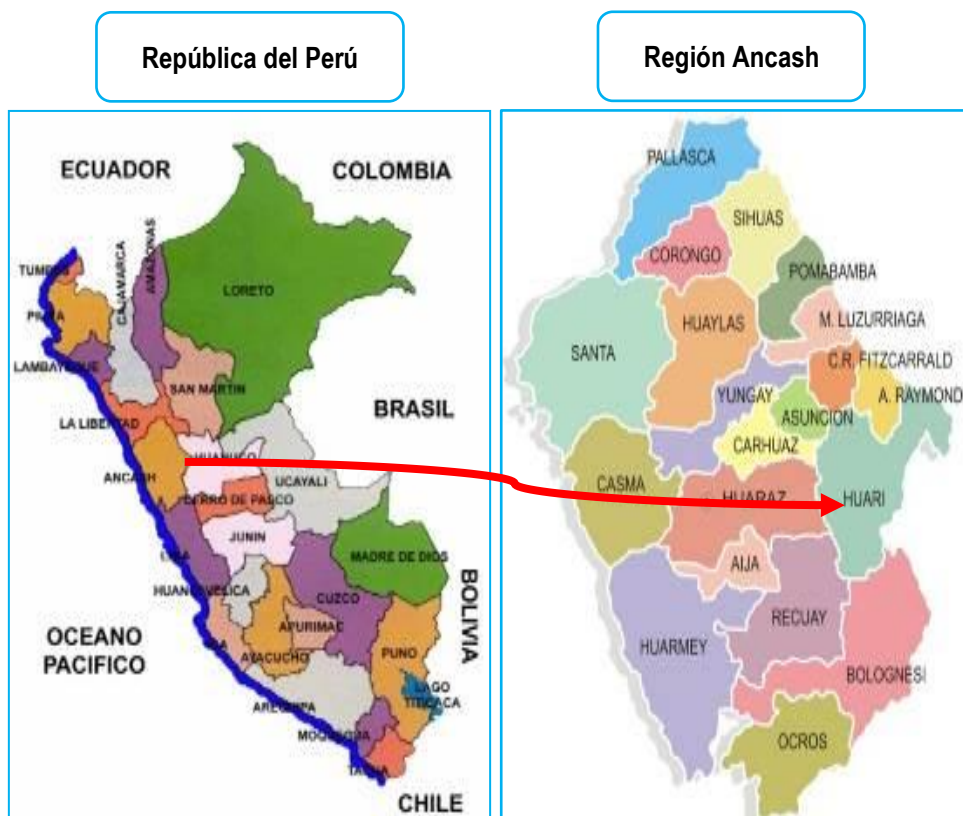 República del Perú
Región Ancash
ECUADOR
COLOMBIA
TUMBES
PIURA
CAJAMARCA
AMAZONAS
LORETO
LAMBAYEQUE
SAN MARTIN
LA LIBERTAD
BRASIL
HUANUCO
ANCASH
UCAYALI
CERRO DE PASCO
JUNIN
LIMA
MADRE DE DIOS
HUANCAVELICA
CUZCO
BOLIVIA
OCEANO
PACIFICO
APURIMAC
AYACUCHO
PUNO
LAGO
TITICACA
AREQUIPA
MOQUEGUA
TACNA
CHILE
PALLASCA
SIHUAS
CORONGO
POMABAMBA
HUAYLAS
M. LUZURRIAGA
SANTA
C.R. FITZCARRALD
YUNGAY
A. RAYMOND
ASUNCION
CARHUAZ
CASMA
HUARAZ
HUARI
AIJA
RECUAY
HUARMEY
BOLOGNESI
OCROS